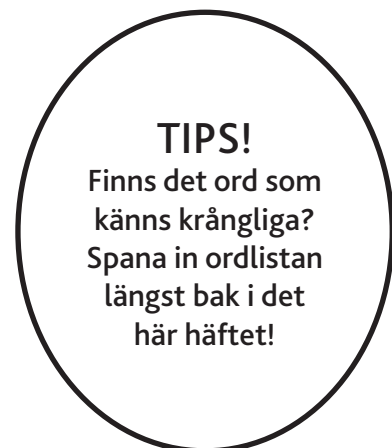 TIPS!
Finns det ord som
känns krångliga?
Spana in ordlistan
längst bak i det
här häftet!